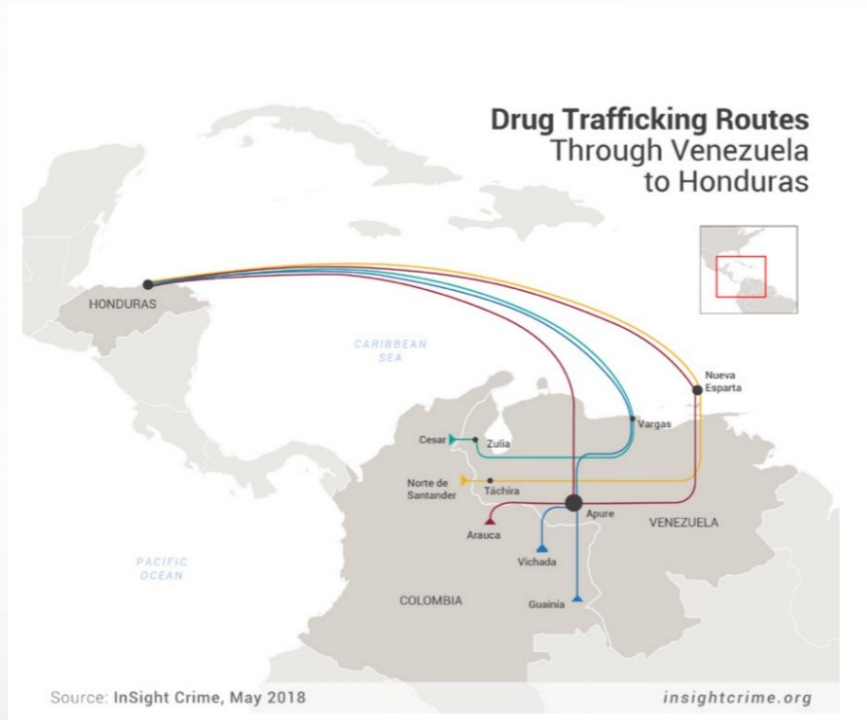 Drug Trafficking Routes
Through Venezuela
to Honduras
HONDURAS
CARIBBEAN
SEA
Nueva
Esparta
Vargas
Cesar
Zulia
Norte de
Santander
Táchira
Apure
VENEZUELA
Arauca
Vichada
PACIFIC
OCEAN
COLOMBIA
Guainía
Source: InSight Crime, May 2018
insightcrime.org